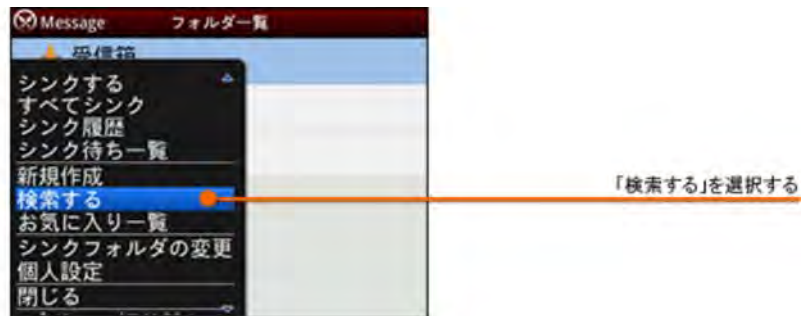 Message フォルダ一覧
受信箱
シンクする
すべてシンク
シンク履歴
シンク待ち一覧
新規作成
検索する
「検索する」を選択する
お気に入り一覧
シンクフォルダの変更
個人設定
閉じる